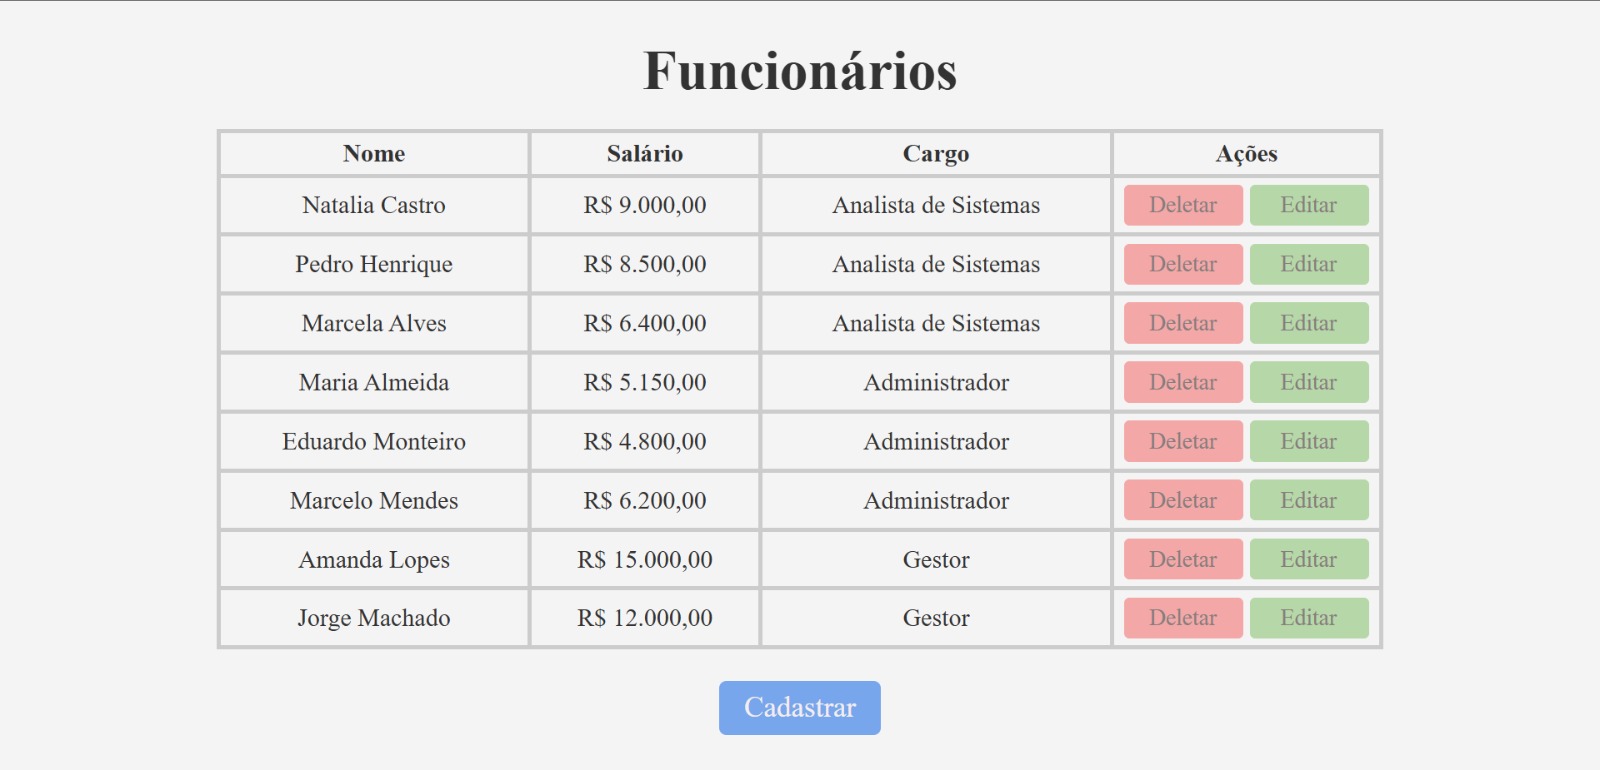 Funcionários
Nome Salário Cargo Ações
Natalia Castro R$ 9.000,00 Analista de Sistemas Deletar Editar
Pedro Henrique R$ 8.500,00 Analista de Sistemas Deletar Editar
Marcela Alves R$ 6.400,00 Analista de Sistemas Deletar Editar
Maria Almeida R$ 5.150,00 Administrador Deletar Editar
Eduardo Monteiro R$ 4.800,00 Administrador Deletar Editar
Marcelo Mendes R$ 6.200,00 Administrador Deletar Editar
Amanda Lopes R$ 15.000,00 Gestor Deletar Editar
Jorge Machado R$ 12.000,00 Gestor Deletar Editar
Cadastrar